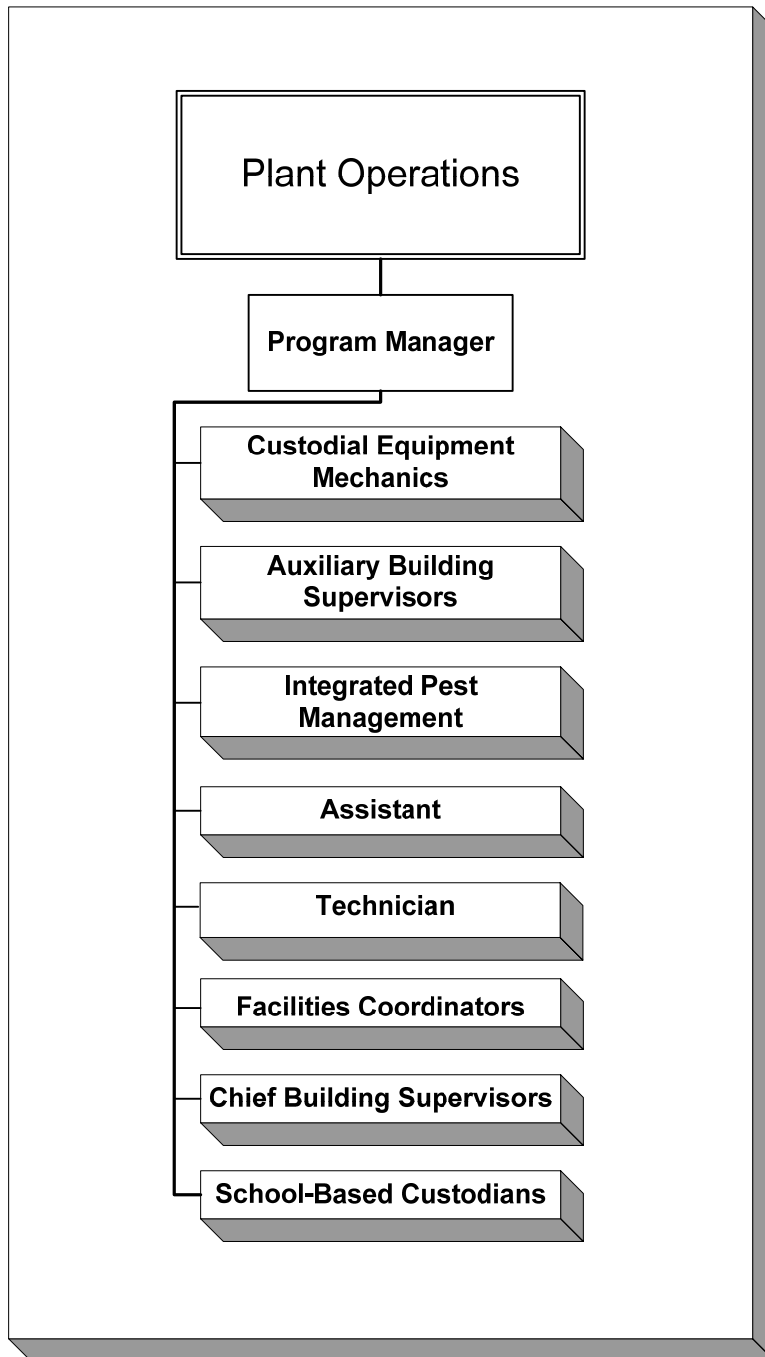 Plant Operations
Program Manager
Custodial Equipment
Mechanics
Auxiliary Building
Supervisors
Integrated Pest
Management
Assistant
Technician
Facilities Coordinators
Chief Building Supervisors
School-Based Custodians